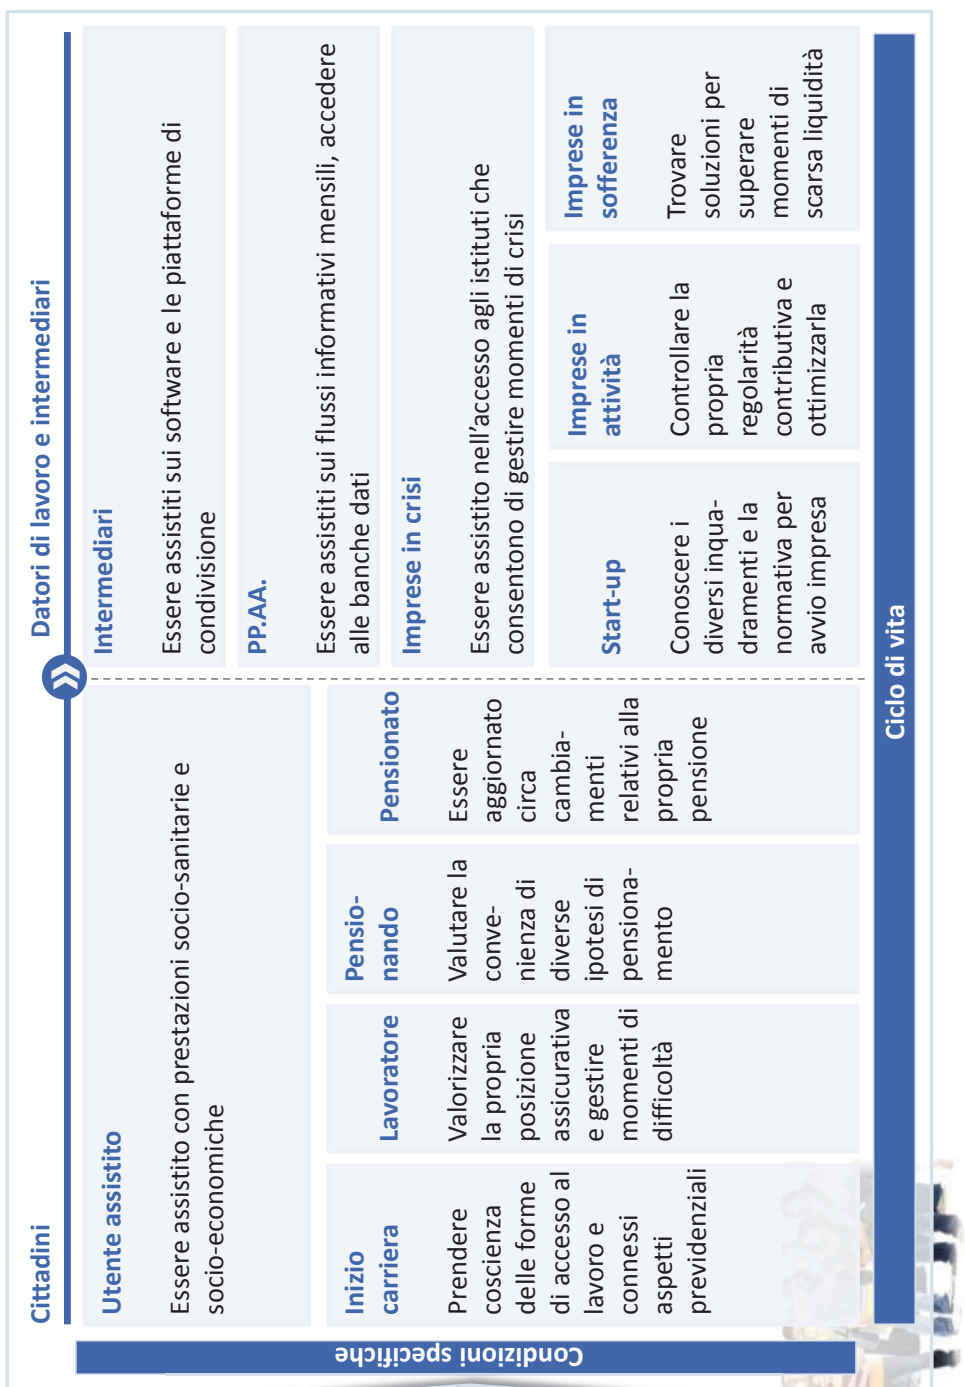 Cittadini
Datori di lavoro e intermediari
Condizioni specifiche
Utente assistito
Essere assistito con prestazioni socio-sanitarie e
socio-economiche
Inizio
carriera
Prendere
coscienza
delle forme
di accesso al
lavoro e
connessi
aspetti
previdenziali
Lavoratore
Valorizzare
la propria
posizione
assicurativa
e gestire
momenti di
difficoltà
Pensio-
nando
Valutare la
conve-
nienza di
diverse
ipotesi di
pensiona-
mento
Pensionato
Essere
aggiornato
circa
cambia-
menti
relativi alla
propria
pensione
Intermediari
Essere assistiti sui software e le piattaforme di
condivisione
PP.AA.
Essere assistiti sui flussi informativi mensili, accedere
alle banche dati
Imprese in crisi
Essere assistito nell’accesso agli istituti che
consentono di gestire momenti di crisi
Start-up
Conoscere i
diversi inqua-
dramenti e la
normativa per
avvio impresa
Imprese in
attività
Controllare la
propria
regolarità
contributiva e
ottimizzarla
Imprese in
sofferenza
Trovare
soluzioni per
superare
momenti di
scarsa liquidità
Ciclo di vita